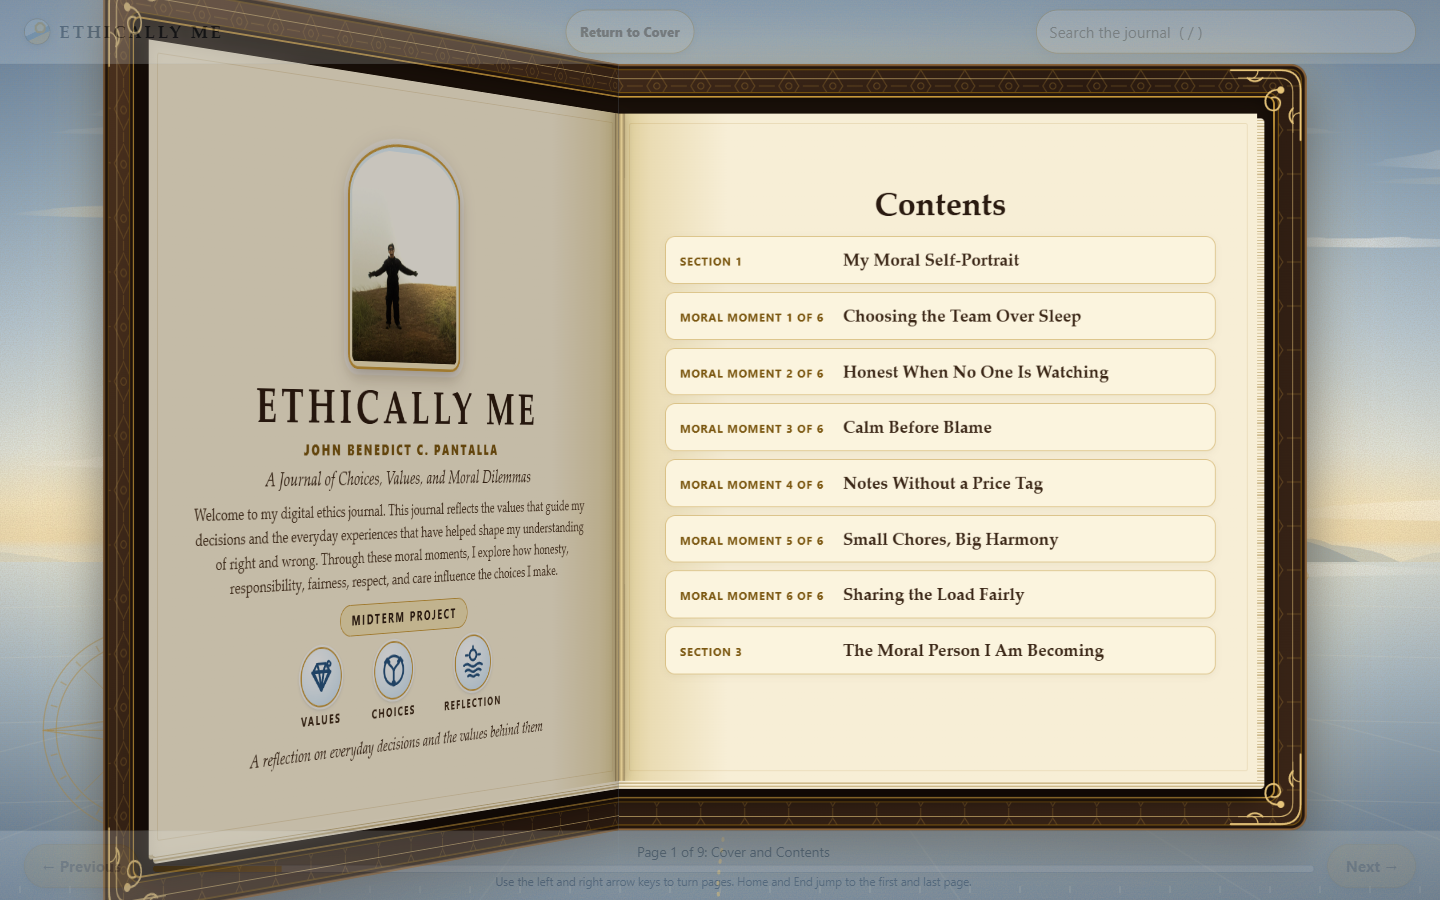 ETHICALLY ME
Return to Cover
Search the journal ( / )
ETHICALLY ME
JOHN BENEDICT C. PANTALLA
A Journal of Choices, Values, and Moral Dilemmas
Welcome to my digital ethics journal. This journal reflects the values that guide my
decisions and the everyday experiences that have helped shape my understanding
of right and wrong. Through these moral moments, I explore how honesty,
responsibility, fairness, respect, and care influence the choices I make.
MIDTERM PROJECT
VALUES
CHOICES
REFLECTION
A reflection on everyday decisions and the values behind them
Contents
SECTION 1 My Moral Self-Portrait
MORAL MOMENT 1 OF 6 Choosing the Team Over Sleep
MORAL MOMENT 2 OF 6 Honest When No One Is Watching
MORAL MOMENT 3 OF 6 Calm Before Blame
MORAL MOMENT 4 OF 6 Notes Without a Price Tag
MORAL MOMENT 5 OF 6 Small Chores, Big Harmony
MORAL MOMENT 6 OF 6 Sharing the Load Fairly
SECTION 3 The Moral Person I Am Becoming
← Previous
Page 1 of 9: Cover and Contents
Next →
Use the left and right arrow keys to turn pages. Home and End jump to the first and last page.